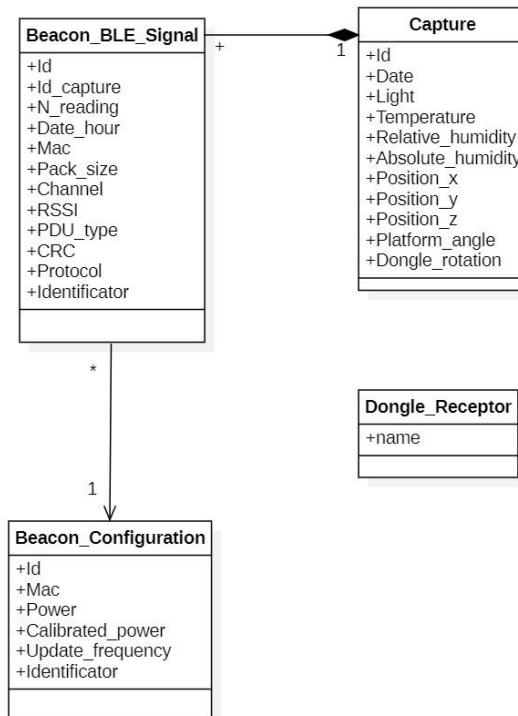 Beacon_BLE_Signal
+Id
+Id_capture
+N_reading
+Date_hour
+Mac
+Pack_size
+Channel
+RSSI
+PDU_type
+CRC
+Protocol
+Identificator
+
1
Capture
+Id
+Date
+Light
+Temperature
+Relative_humidity
+Absolute_humidity
+Position_x
+Position_y
+Position_z
+Platform_angle
+Dongle_rotation
*
1
Dongle_Receptor
+name
Beacon_Configuration
+Id
+Mac
+Power
+Calibrated_power
+Update_frequency
+Identificator